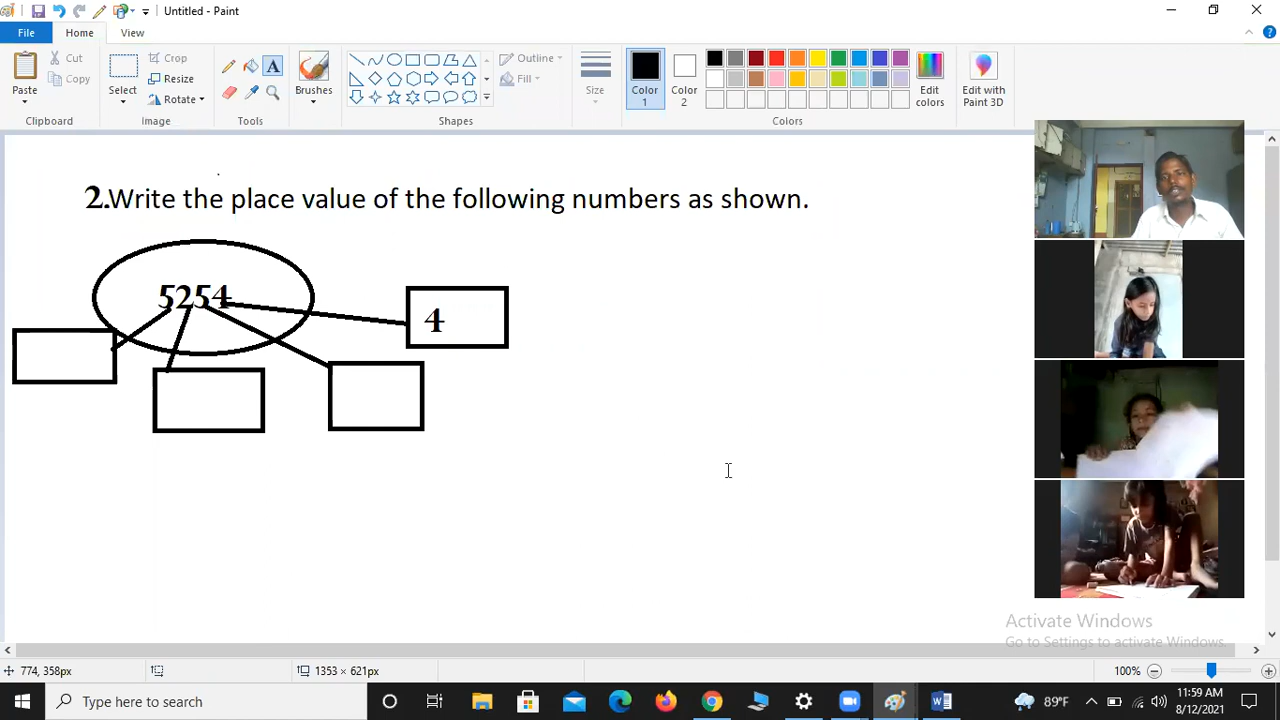 Untitled - Paint
File Home View
Paste
Cut
Copy
Clipboard
Select
Crop
Resize
Rotate
Image
A
Tools
Brushes
Shapes
Outline
Fill
Size
Color 1
Color 2
Edit colors
Edit with Paint 3D
Colors
2.Write the place value of the following numbers as shown.
5254
4
Activate Windows
Go to Settings to activate Windows.
774, 358px
1353 × 621px
100%
Type here to search
89°F
11:59 AM
8/12/2021